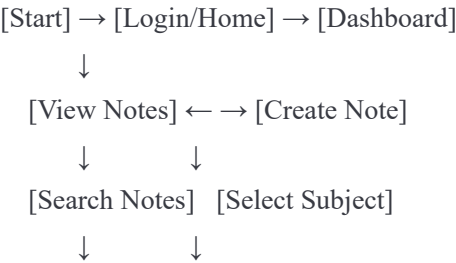 [Start] → [Login/Home] → [Dashboard]
↓
[View Notes] ← → [Create Note]
↓ ↓
[Search Notes] [Select Subject]
↓ ↓